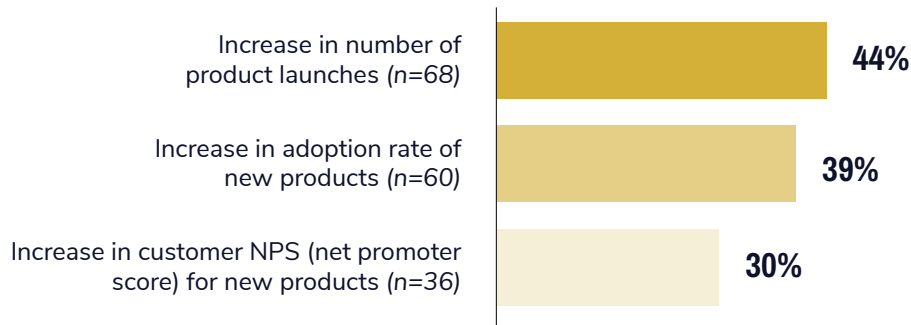 Increase in number of
product launches (n=68)
44%
Increase in adoption rate of
new products (n=60)
39%
Increase in customer NPS (net promoter
score) for new products (n=36)
30%